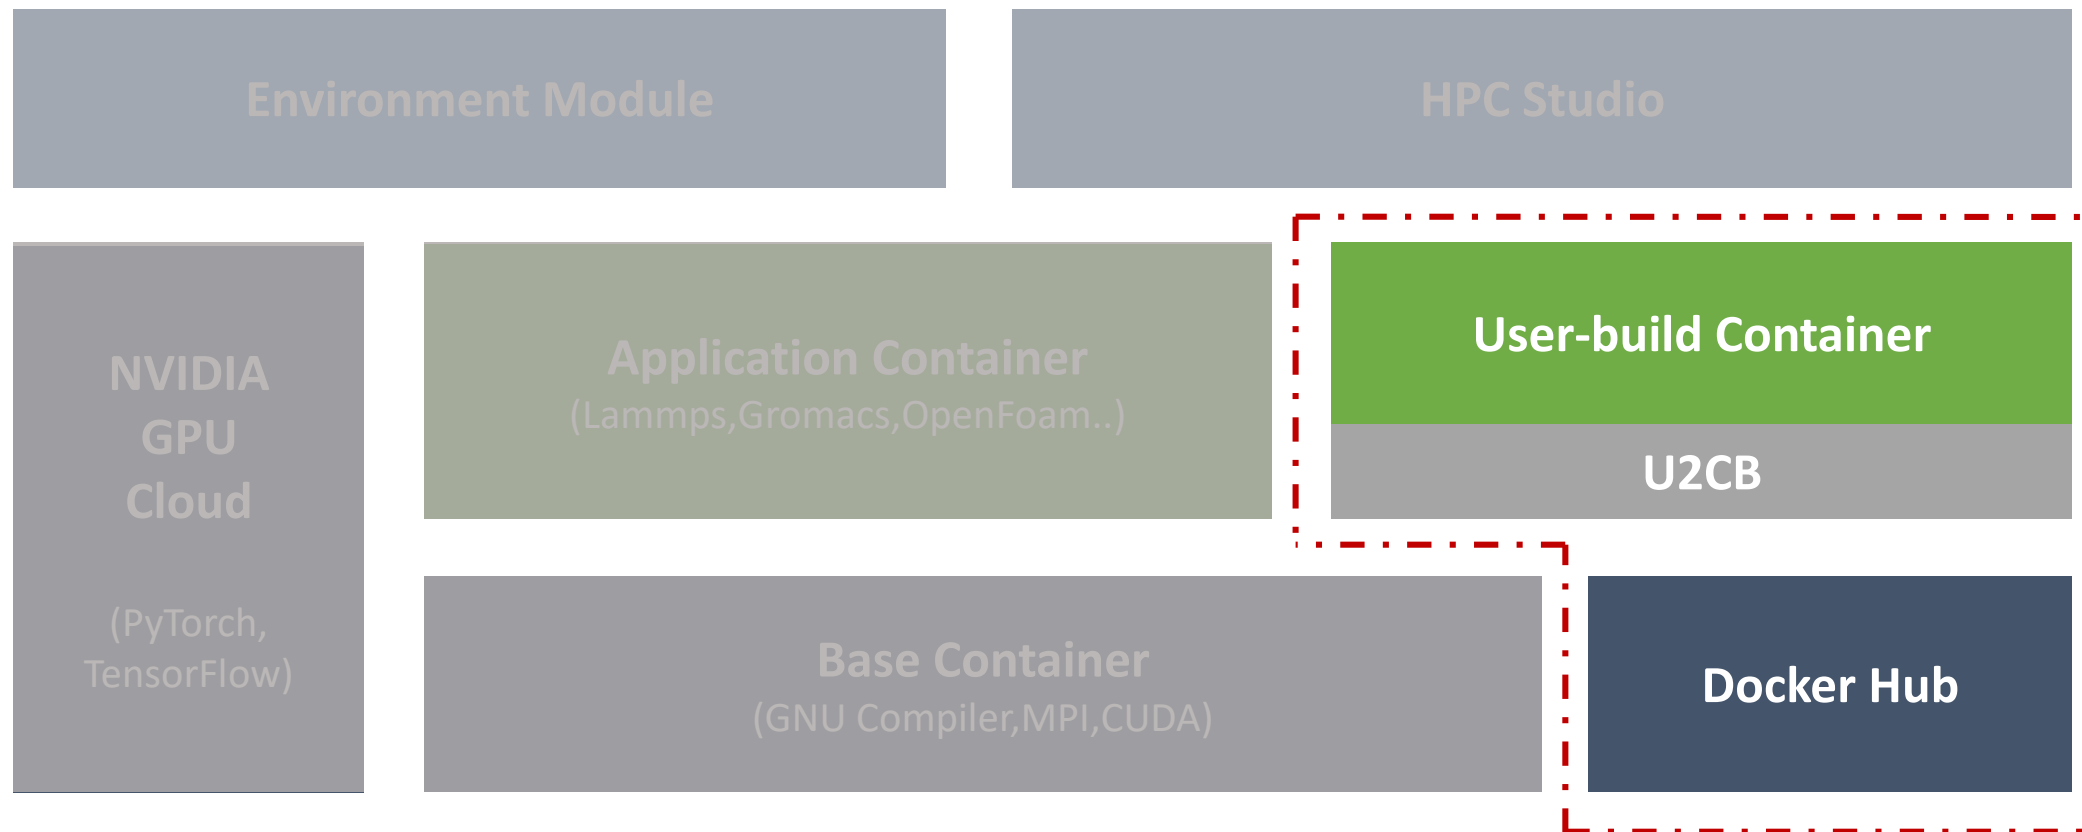 Environment Module
HPC Studio
NVIDIA
GPU
Cloud
(PyTorch,
TensorFlow)
Application Container
(Lammps,Gromacs,OpenFoam..)
User-build Container
U2CB
Base Container
(GNU Compiler,MPI,CUDA)
Docker Hub